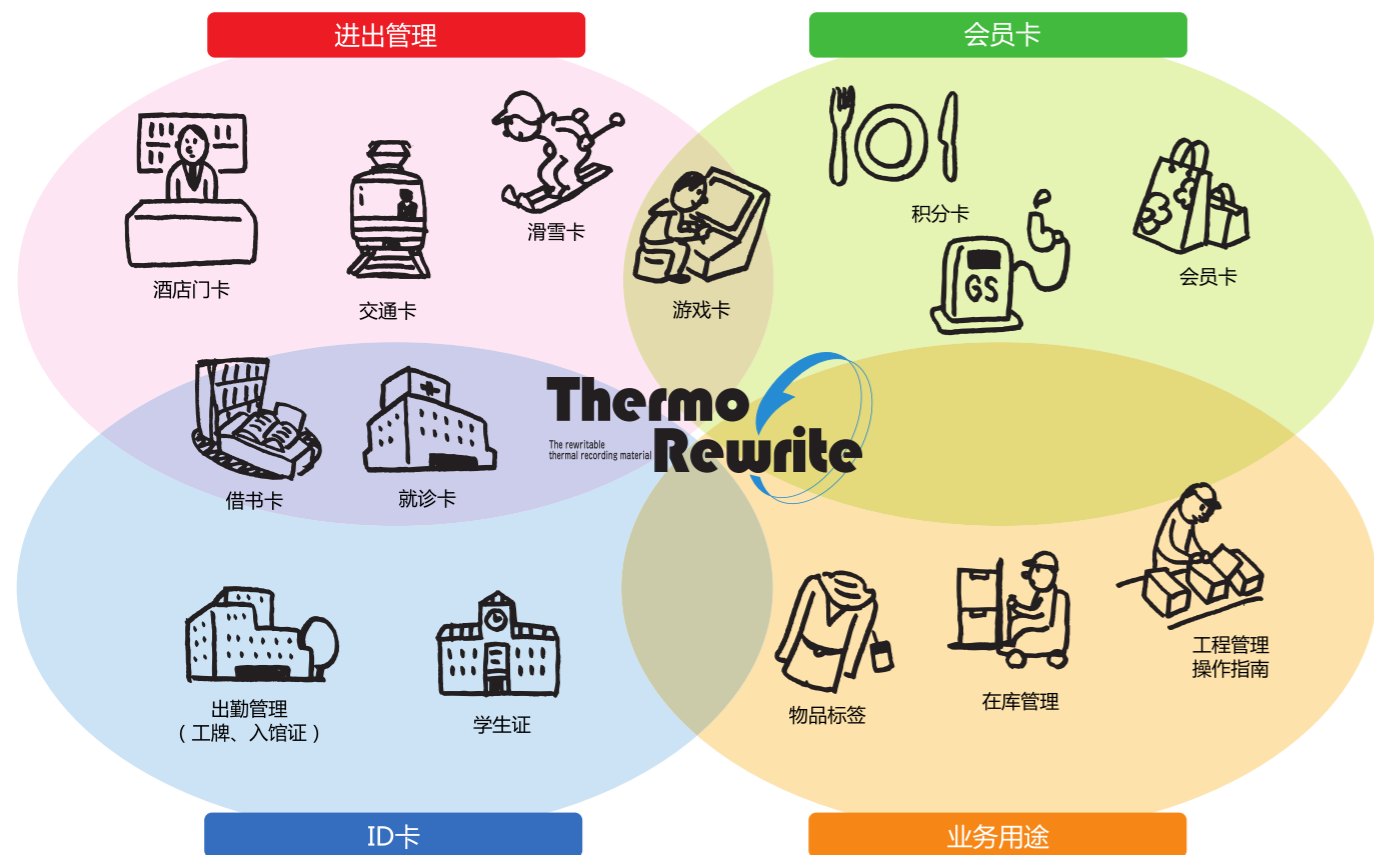 进出管理
会员卡
滑雪卡
积分卡
酒店门卡
交通卡
游戏卡
GS
会员卡
Thermo
Rewrite
The rewritable
thermal recording material
借书卡
就诊卡
出勤管理
（工牌、入馆证）
学生证
物品标签
在库管理
工程管理
操作指南
ID卡
业务用途